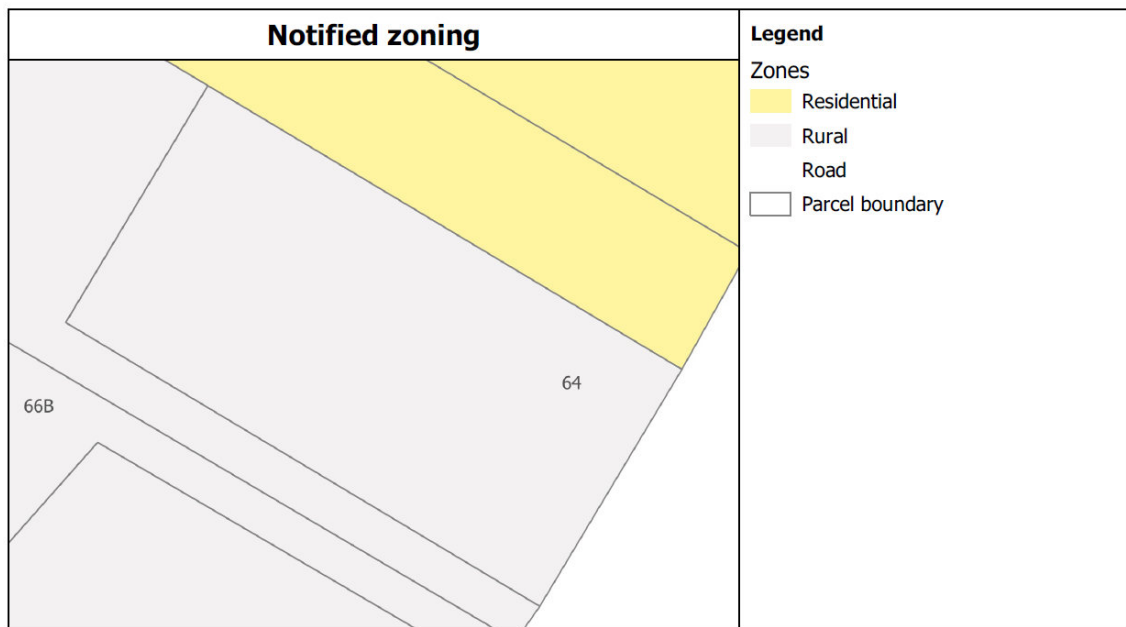 Notified zoning
Legend
Zones
Residential
Rural
Road
Parcel boundary
64
66B